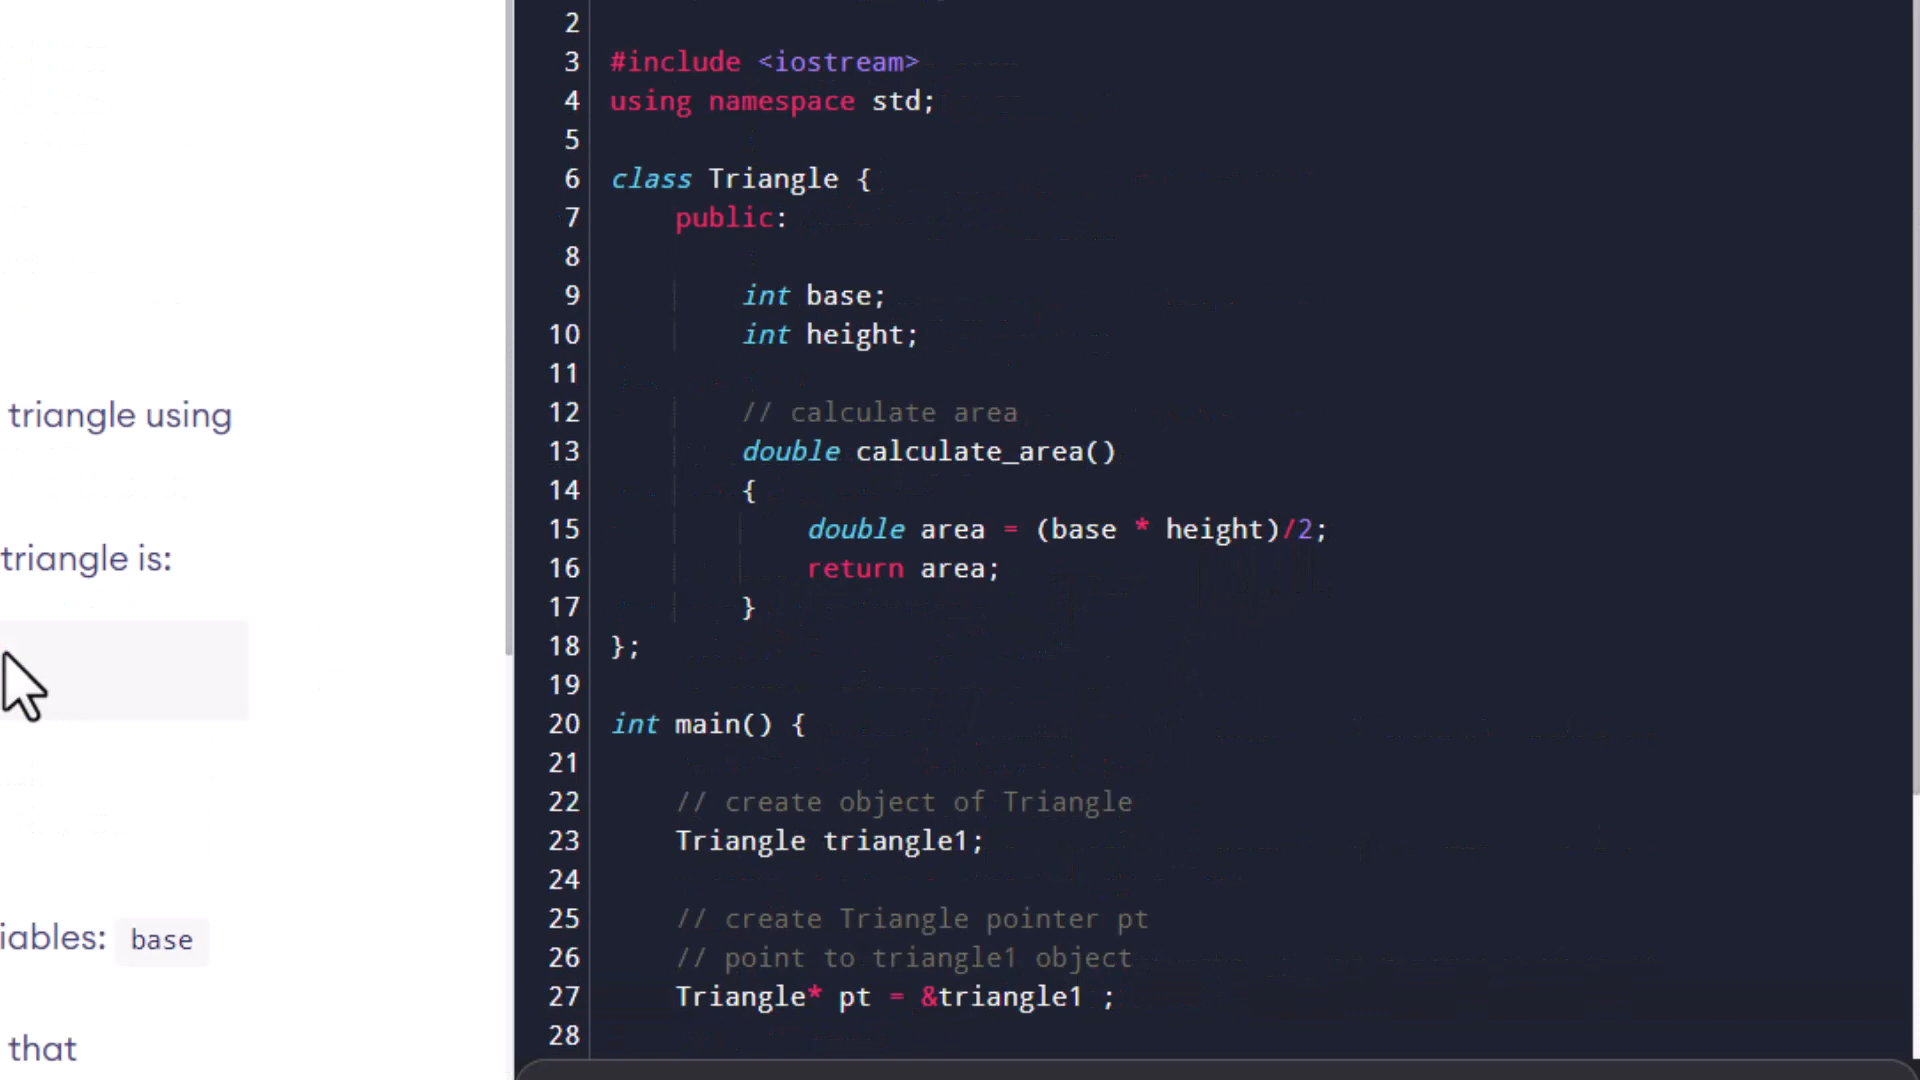 triangle using
triangle is:
iables: base
that
2
3 #include <iostream>
4 using namespace std;
5
6 class Triangle {
7 public:
8
9 int base;
10 int height;
11
12 // calculate area
13 double calculate_area()
14 {
15 double area = (base * height)/2;
16 return area;
17 }
18 };
19
20 int main() {
21
22 // create object of Triangle
23 Triangle triangle1;
24
25 // create Triangle pointer pt
26 // point to triangle1 object
27 Triangle* pt = &triangle1 ;
28